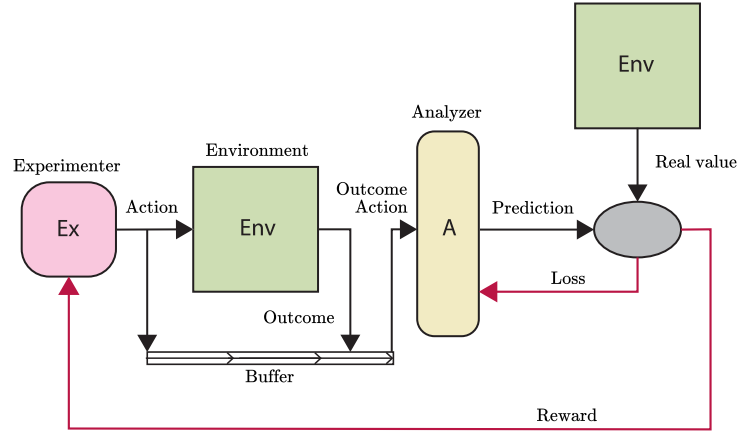 Env
Analyzer
Environment
Real value
Experimenter
Outcome
Action
Action
Prediction
Ex
Env
A
Loss
Outcome
Buffer
Reward